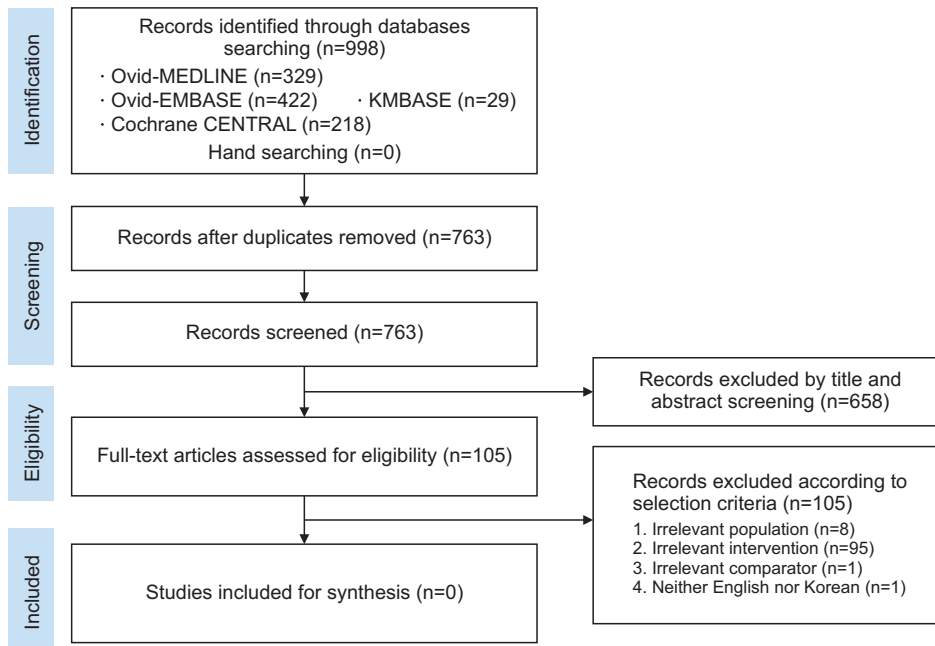 Identification
Records identified through databases
searching (n=998)
· Ovid-MEDLINE (n=329)
· Ovid-EMBASE (n=422) · KMBASE (n=29)
· Cochrane CENTRAL (n=218)
Hand searching (n=0)
Screening
Records after duplicates removed (n=763)
Records screened (n=763)
Records excluded by title and
abstract screening (n=658)
Eligibility
Full-text articles assessed for eligibility (n=105)
Records excluded according to
selection criteria (n=105)
1. Irrelevant population (n=8)
2. Irrelevant intervention (n=95)
3. Irrelevant comparator (n=1)
4. Neither English nor Korean (n=1)
Included
Studies included for synthesis (n=0)